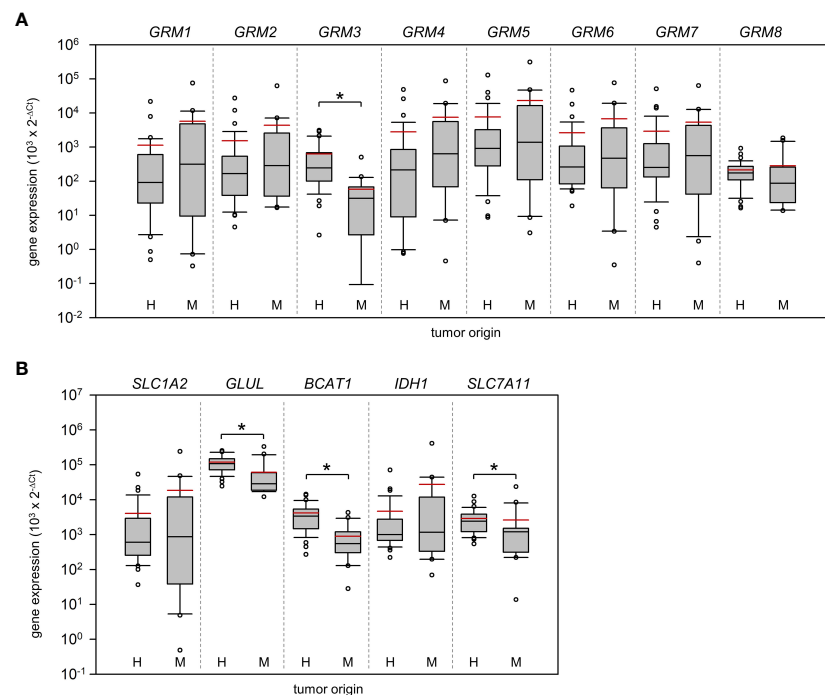 A
GRM1 GRM2 GRM3 GRM4 GRM5 GRM6 GRM7 GRM8
gene expression (10³ x 2^-ΔCt)
10⁶
10⁵
10⁴
10³
10²
10¹
10⁰
10⁻¹
10⁻²
*
H M H M H M H M H M H M H M H M
tumor origin
B
SLC1A2 GLUL BCAT1 IDH1 SLC7A11
gene expression (10³ x 2^-ΔCt)
10⁷
10⁶
10⁵
10⁴
10³
10²
10¹
10⁰
10⁻¹
* * *
H M H M H M H M H M
tumor origin